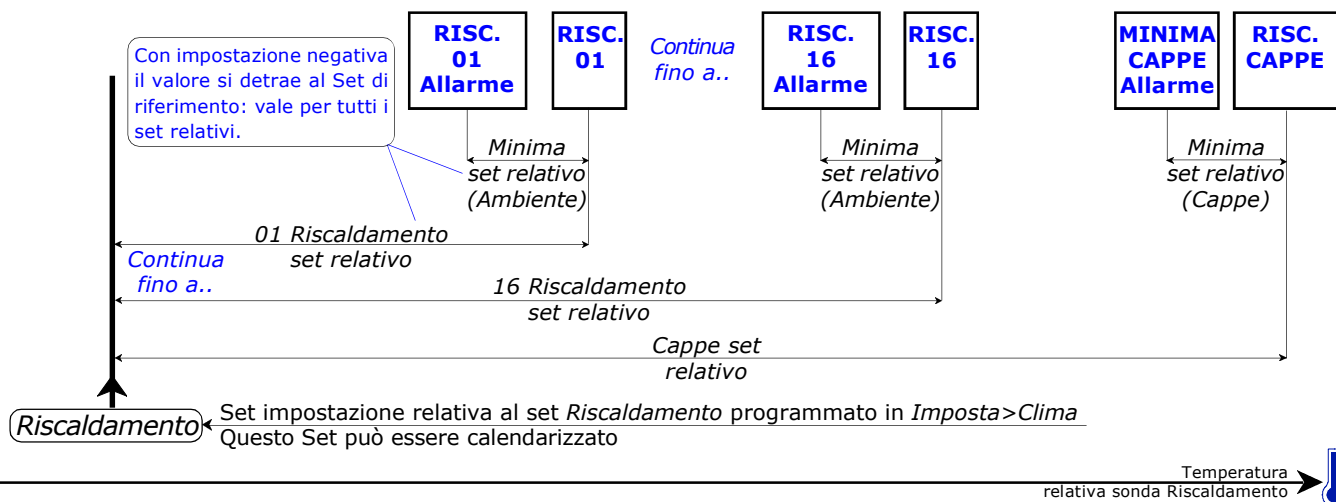 Con impostazione negativa
il valore si detrae al Set di
riferimento: vale per tutti i
set relativi.
RISC.
01
Allarme
RISC.
01
Continua
fino a..
RISC.
16
Allarme
RISC.
16
MINIMA
CAPPE
Allarme
RISC.
CAPPE
Minima
set relativo
(Ambiente)
Minima
set relativo
(Ambiente)
Minima
set relativo
(Cappe)
01 Riscaldamento
set relativo
Continua
fino a..
16 Riscaldamento
set relativo
Cappe set
relativo
Riscaldamento
Set impostazione relativa al set Riscaldamento programmato in Imposta>Clima
Questo Set può essere calendarizzato
Temperatura
relativa sonda Riscaldamento